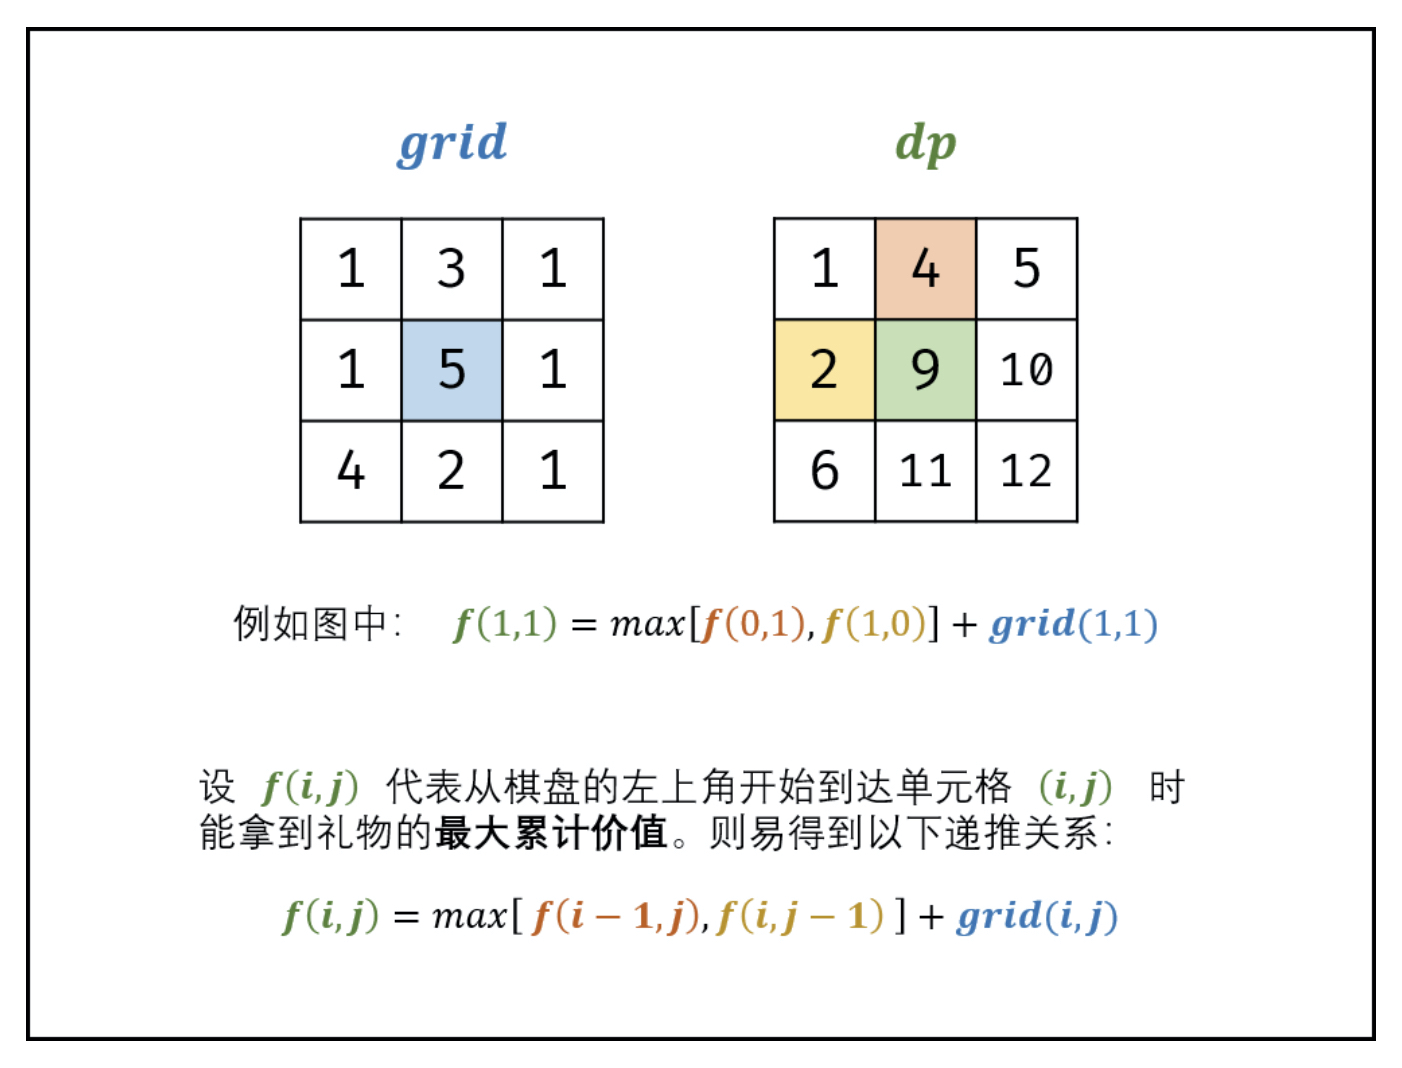 grid dp
1 3 1 1 4 5
1 5 1 2 9 10
4 2 1 6 11 12
例如图中： f(1,1) = max[f(0,1), f(1,0)] + grid(1,1)
设 f(i,j) 代表从棋盘的左上角开始到达单元格 (i,j) 时
能拿到礼物的最大累计价值。则易得到以下递推关系：
f(i,j) = max[ f(i − 1,j), f(i,j − 1) ] + grid(i,j)